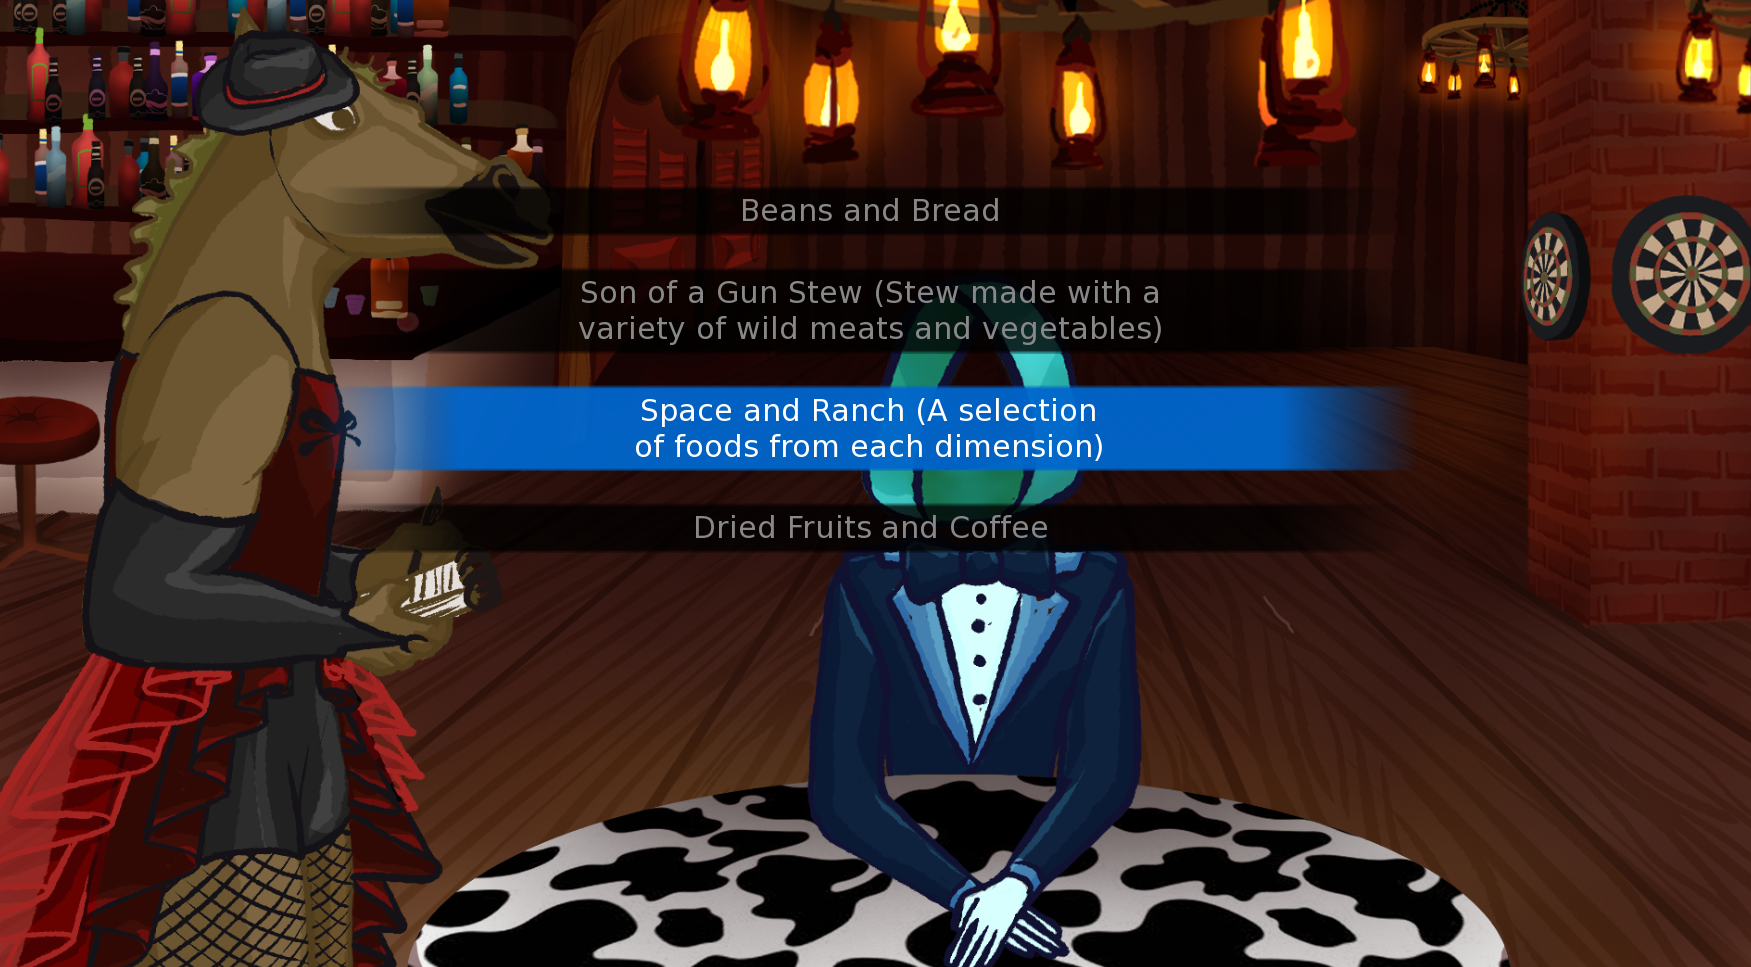 Beans and Bread
Son of a Gun Stew (Stew made with a
variety of wild meats and vegetables)
Space and Ranch (A selection
of foods from each dimension)
Dried Fruits and Coffee